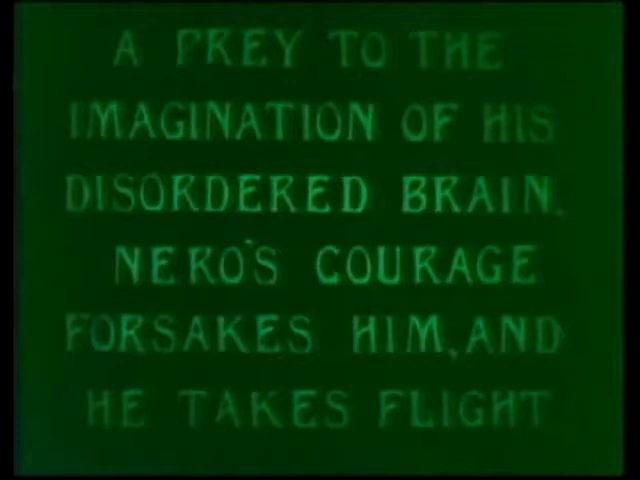 A PREY TO THE
IMAGINATION OF HIS
DISORDERED BRAIN.
NERO'S COURAGE
FORSAKES HIM, AND
HE TAKES FLIGHT